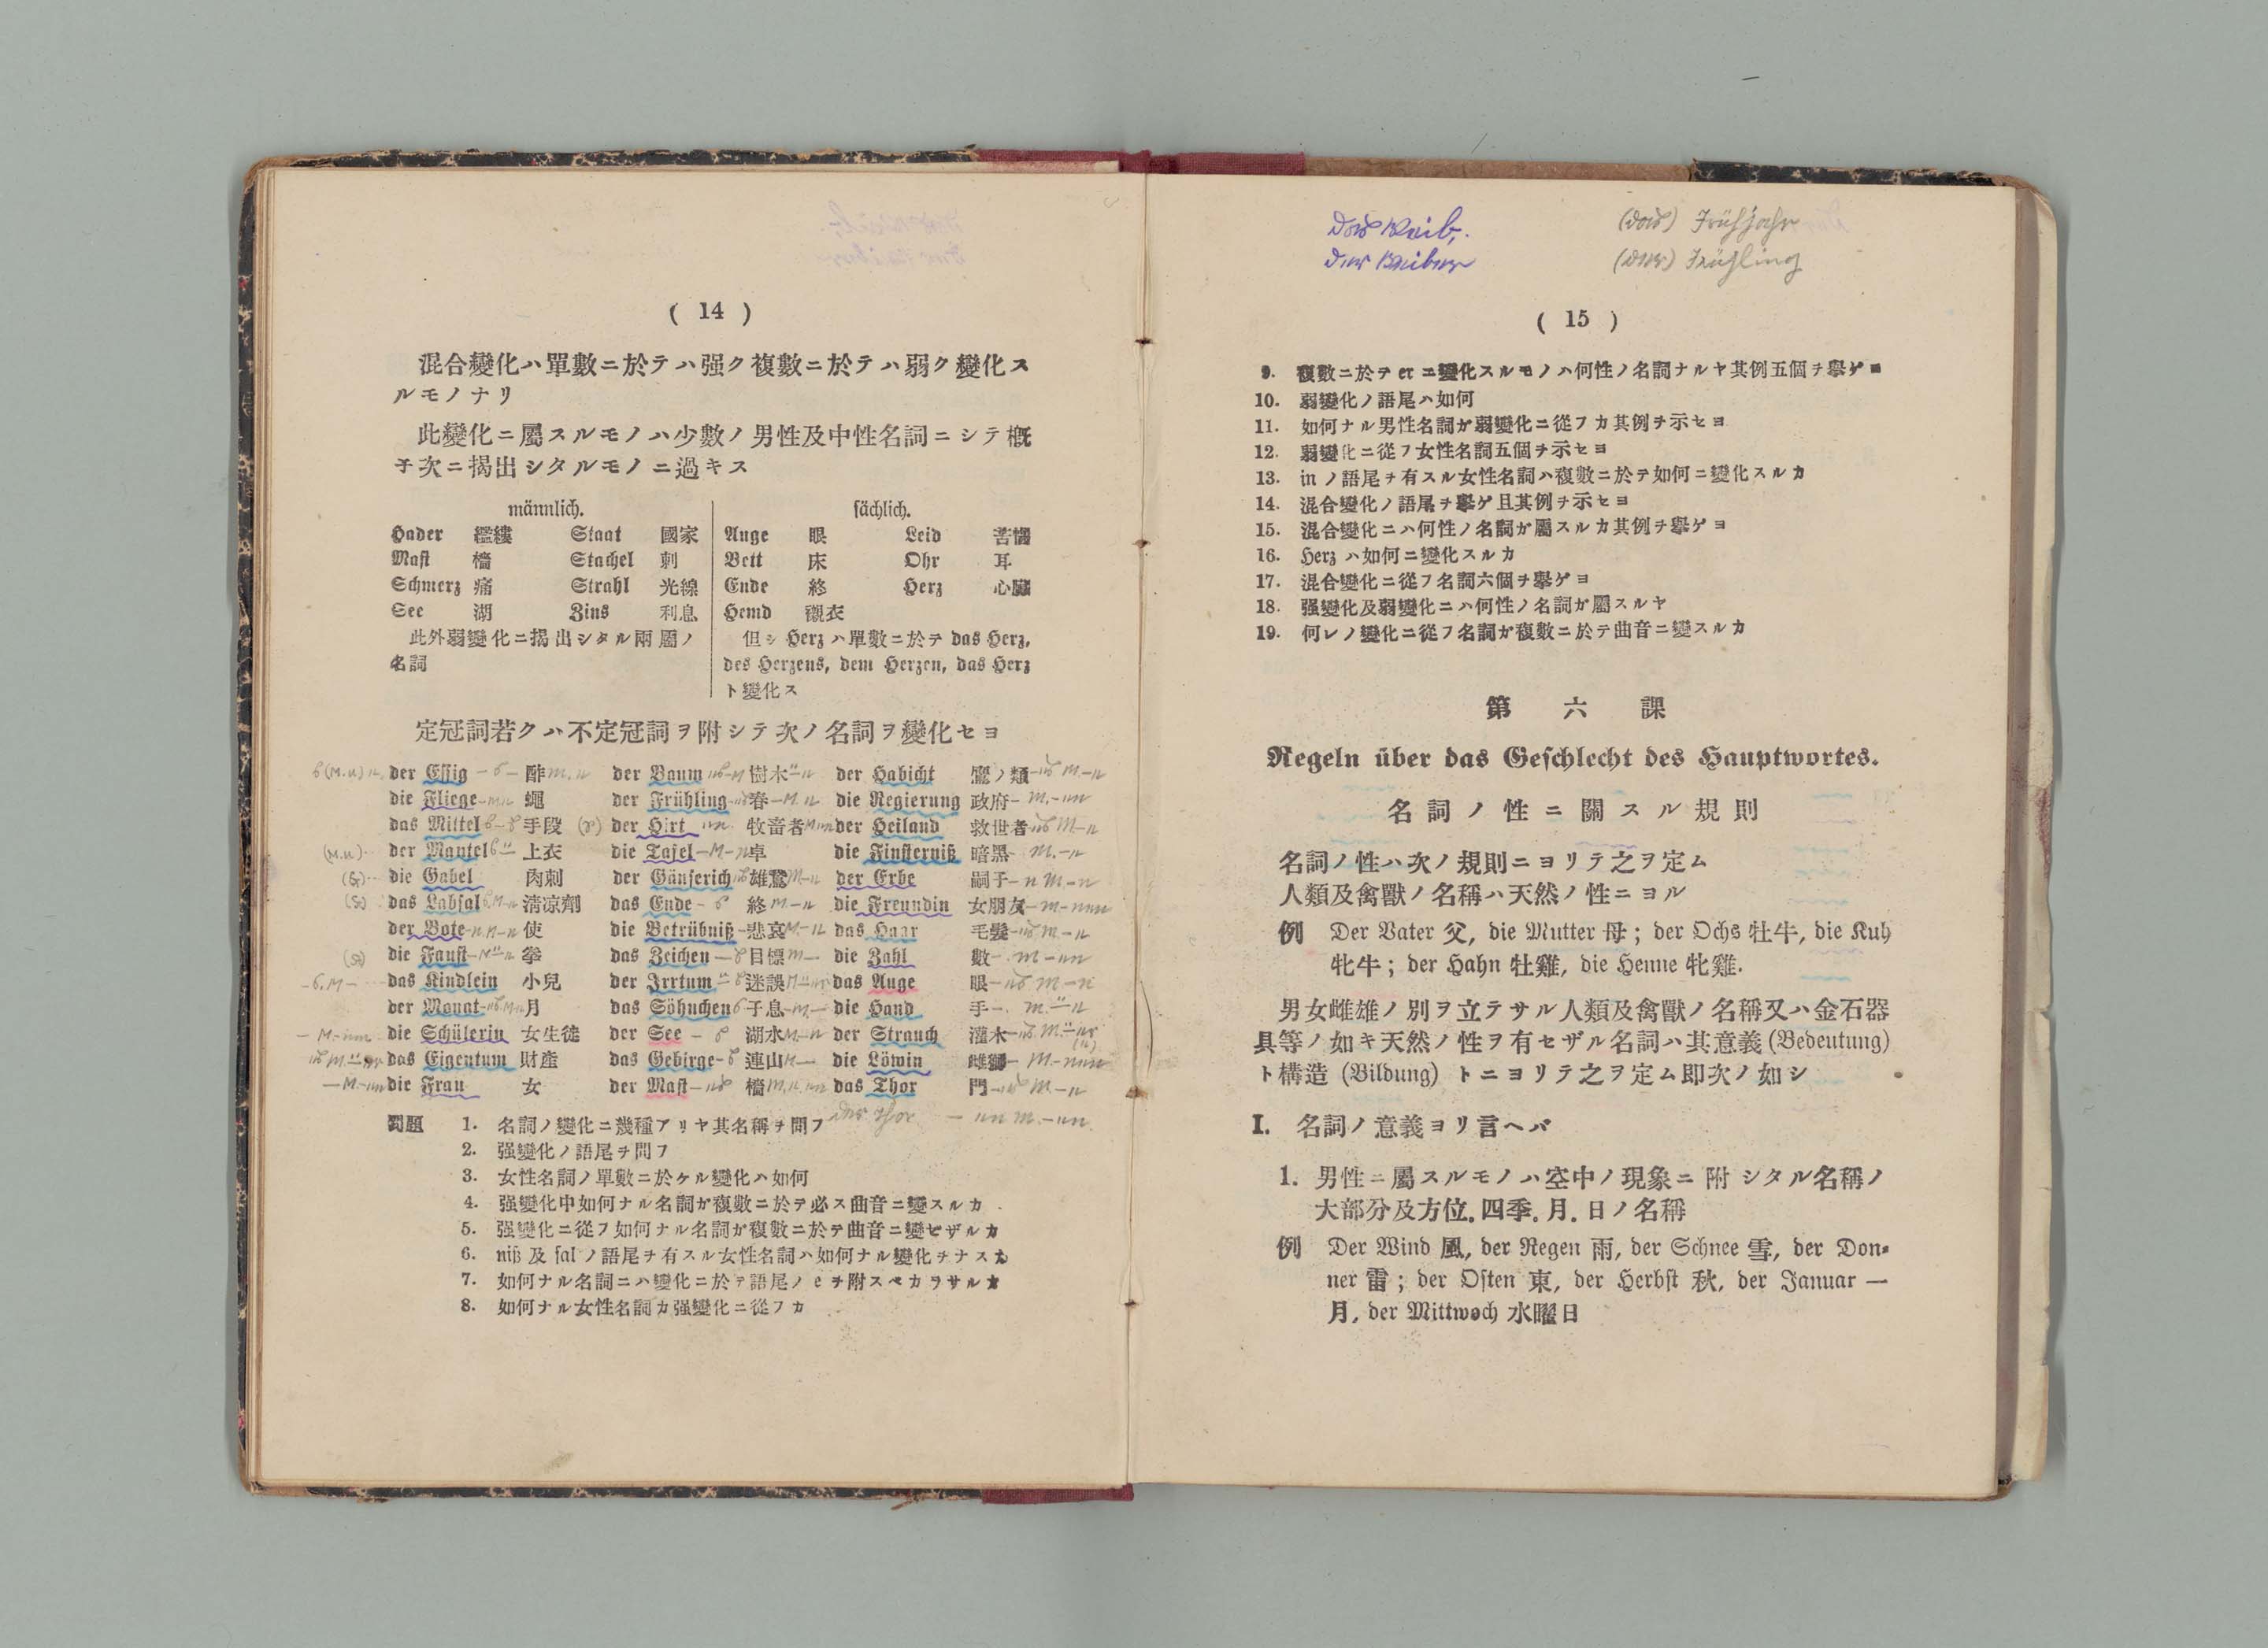 ( 14 )
混合變化ハ單數ニ於テハ强ク複數ニ於テハ弱ク變化ス
ルモノナリ
此變化ニ屬スルモノハ少數ノ男性及中性名詞ニシテ概
子次ニ揭出シタルモノニ過キス
männlich.
Hader 襤褸 Staat 國家
Maſt 檣 Stachel 刺
Schmerz 痛 Strahl 光線
See 湖 Zins 利息
此外弱變化ニ揭出シタル兩題ノ
名詞
ſächlich.
Auge 眼 Leid 苦惱
Bett 床 Ohr 耳
Ende 終 Herz 心臟
Hemd 襯衣
但シ Herz ハ單數ニ於テ das Herz,
des Herzens, dem Herzen, das Herz
ト變化ス
定冠詞若クハ不定冠詞ヲ附シテ次ノ名詞ヲ變化セヨ
der Eſſig 酢 der Baum 樹木 der Habicht 鷹ノ類
die Fliege 蠅 der Frühling 春 die Regierung 政府
das Mittel 手段 der Hirt 牧畜者 der Heiland 救世者
der Mantel 上衣 die Tafel 卓 die Finſterniß 暗黑
die Gabel 肉刺 der Gänſerich 雄鵞 der Erbe 嗣子
das Labſal 清凉劑 das Ende 終 die Freundin 女朋友
der Bote 使 die Betrübniß 悲哀 das Haar 毛髮
die Fauſt 拳 das Zeichen 目標 die Zahl 數
das Kindlein 小兒 der Irrtum 迷誤 das Auge 眼
der Monat 月 das Söhnchen 子息 die Hand 手
die Schülerin 女生徒 der See 湖水 der Strauch 灌木
das Eigentum 財產 das Gebirge 連山 die Löwin 雌獅
die Frau 女 der Maſt 檣 das Thor 門
der Thor
問題 1. 名詞ノ變化ニ幾種アリヤ其名稱チ問フ
2. 强變化ノ語尾チ問フ
3. 女性名詞ノ單數ニ於ケル變化ハ如何
4. 强變化中如何ナル名詞ガ複數ニ於テ必ス曲音ニ變スルカ
5. 强變化ニ從フ如何ナル名詞ガ複數ニ於テ曲音ニ變セザルカ
6. niß 及 ſal ノ語尾チ有スル女性名詞ハ如何ナル變化チナスカ
7. 如何ナル名詞ニハ變化ニ於テ語尾ノ e チ附スベカラサルカ
8. 如何ナル女性名詞カ强變化ニ從フカ
das Weib,
der Weiber
(das) Frühjahr
(der) Frühling
( 15 )
9. 複數ニ於テ er ニ變化スルモノハ何性ノ名詞ナルヤ其例五個チ擧ゲヨ
10. 弱變化ノ語尾ハ如何
11. 如何ナル男性名詞ガ弱變化ニ從フカ其例チ示セヨ
12. 弱變化ニ從フ女性名詞五個チ示セヨ
13. in ノ語尾チ有スル女性名詞ハ複數ニ於テ如何ニ變化スルカ
14. 混合變化ノ語尾チ擧ゲ且其例チ示セヨ
15. 混合變化ニハ何性ノ名詞ガ屬スルカ其例チ擧ゲヨ
16. Herz ハ如何ニ變化スルカ
17. 混合變化ニ從フ名詞六個チ擧ゲヨ
18. 强變化及弱變化ニハ何性ノ名詞ガ屬スルヤ
19. 何レノ變化ニ從フ名詞ガ複數ニ於テ曲音ニ變スルカ
第六課
Regeln über das Geſchlecht des Hauptwortes.
名詞ノ性ニ關スル規則
名詞ノ性ハ次ノ規則ニヨリテ之ヲ定ム
人類及禽獸ノ名稱ハ天然ノ性ニヨル
例 Der Vater 父, die Mutter 母; der Ochs 牡牛, die Kuh
牝牛; der Hahn 牡雞, die Henne 牝雞.
男女雌雄ノ別ヲ立テサル人類及禽獸ノ名稱又ハ金石器
具等ノ如キ天然ノ性ヲ有セザル名詞ハ其意義 (Bedeutung)
ト構造 (Bildung) トニヨリテ之ヲ定ム即次ノ如シ
I. 名詞ノ意義ヨリ言ヘバ
1. 男性ニ屬スルモノハ空中ノ現象ニ附シタル名稱ノ
大部分及方位. 四季. 月. 日ノ名稱
例 Der Wind 風, der Regen 雨, der Schnee 雪, der Don-
ner 雷; der Oſten 東, der Herbſt 秋, der Januar 一
月, der Mittwoch 水曜日